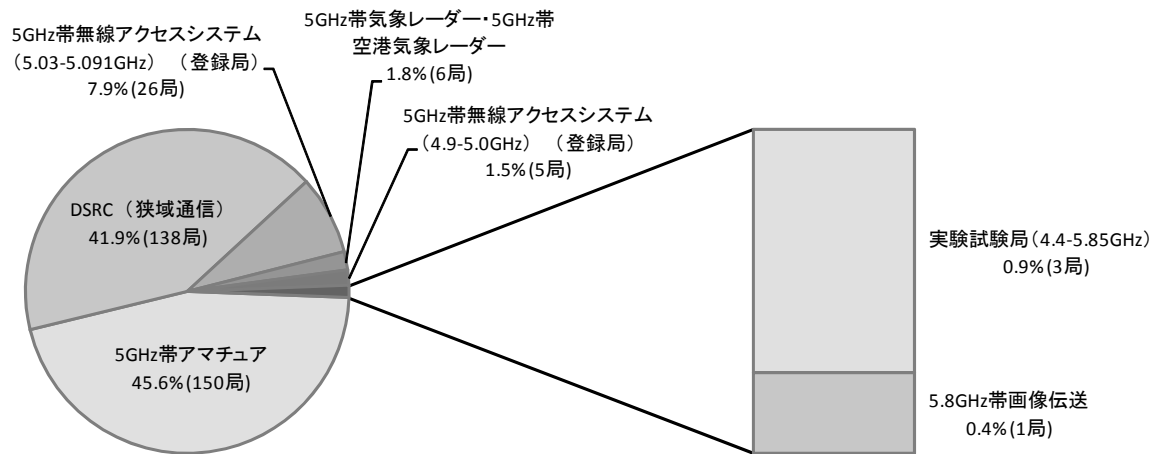 5GHz帯無線アクセスシステム
（5.03-5.091GHz）（登録局）
7.9%(26局)
5GHz帯気象レーダー・5GHz帯
空港気象レーダー
1.8%(6局)
5GHz帯無線アクセスシステム
（4.9-5.0GHz）（登録局）
1.5%(5局)
DSRC（狭域通信）
41.9%(138局)
5GHz帯アマチュア
45.6%(150局)
実験試験局（4.4-5.85GHz）
0.9%(3局)
5.8GHz帯画像伝送
0.4%(1局)